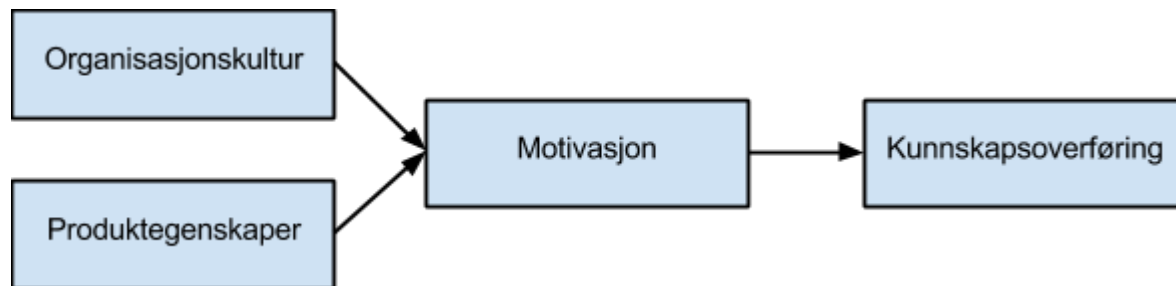 Organisasjonskultur
Motivasjon
Kunnskapsoverføring
Produktegenskaper